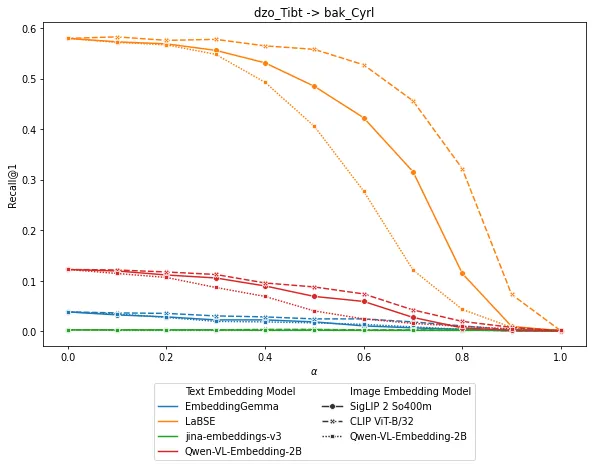 dzo_Tibt -> bak_Cyrl
Recall@1
0.6
0.5
0.4
0.3
0.2
0.1
0.0
0.0 0.2 0.4 0.6 0.8 1.0
α
Text Embedding Model Image Embedding Model
EmbeddingGemma SigLIP 2 So400m
LaBSE CLIP ViT-B/32
jina-embeddings-v3 Qwen-VL-Embedding-2B
Qwen-VL-Embedding-2B